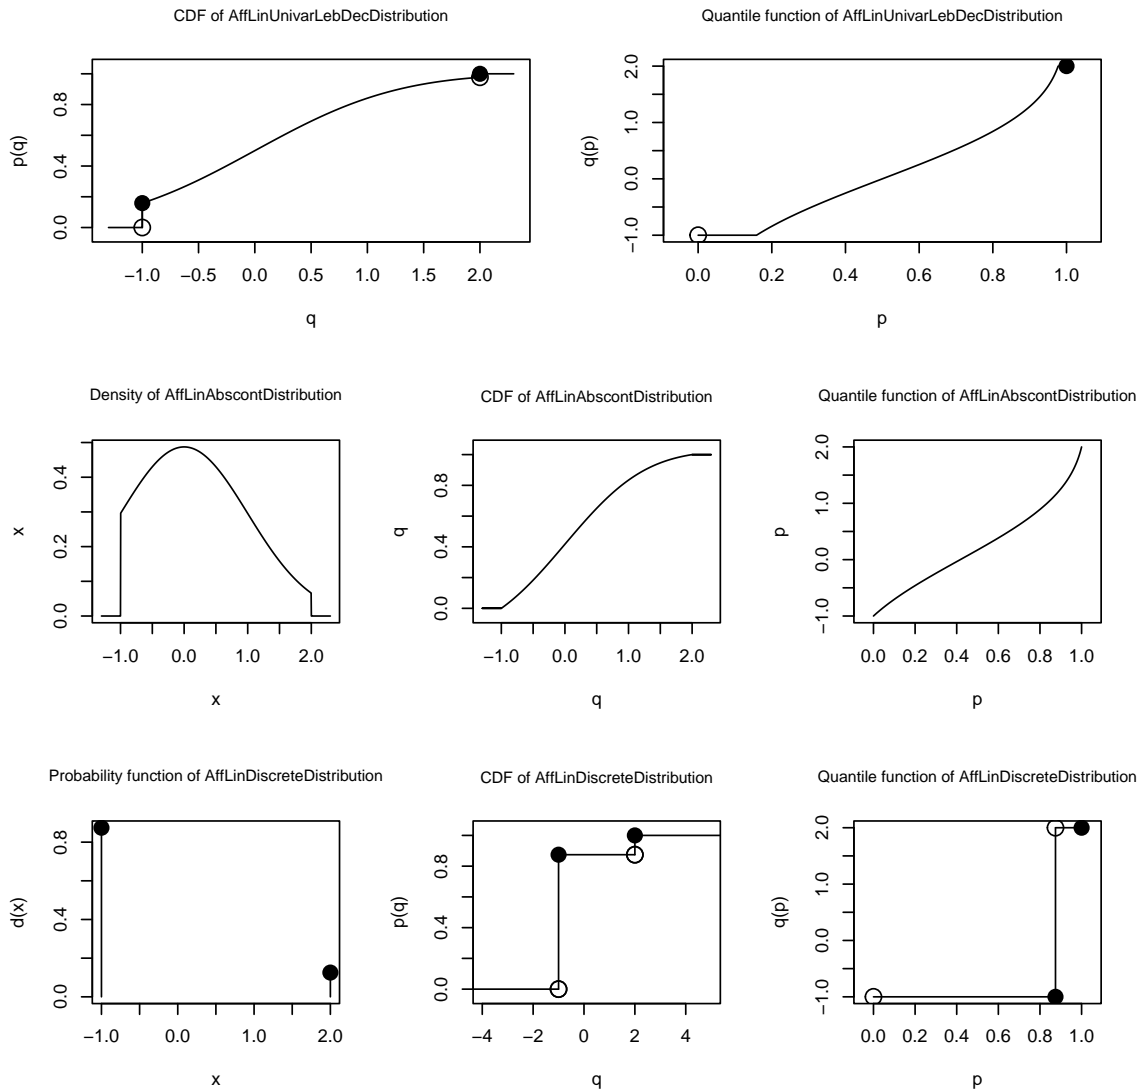 CDF of AffLinUnivarLebDecDistribution
p(q)
0.0 0.4 0.8
−1.0 −0.5 0.0 0.5 1.0 1.5 2.0
q
Quantile function of AffLinUnivarLebDecDistribution
q(p)
−1.0 0.0 1.0 2.0
0.0 0.2 0.4 0.6 0.8 1.0
p
Density of AffLinAbscontDistribution
x
0.0 0.2 0.4
−1.0 0.0 1.0 2.0
x
CDF of AffLinAbscontDistribution
q
0.0 0.4 0.8
−1.0 0.0 1.0 2.0
q
Quantile function of AffLinAbscontDistribution
p
−1.0 0.0 1.0 2.0
0.0 0.2 0.4 0.6 0.8 1.0
p
Probability function of AffLinDiscreteDistribution
d(x)
0.0 0.4 0.8
−1.0 0.0 1.0 2.0
x
CDF of AffLinDiscreteDistribution
p(q)
0.0 0.4 0.8
−4 −2 0 2 4
q
Quantile function of AffLinDiscreteDistribution
q(p)
−1.0 0.0 1.0 2.0
0.0 0.2 0.4 0.6 0.8 1.0
p